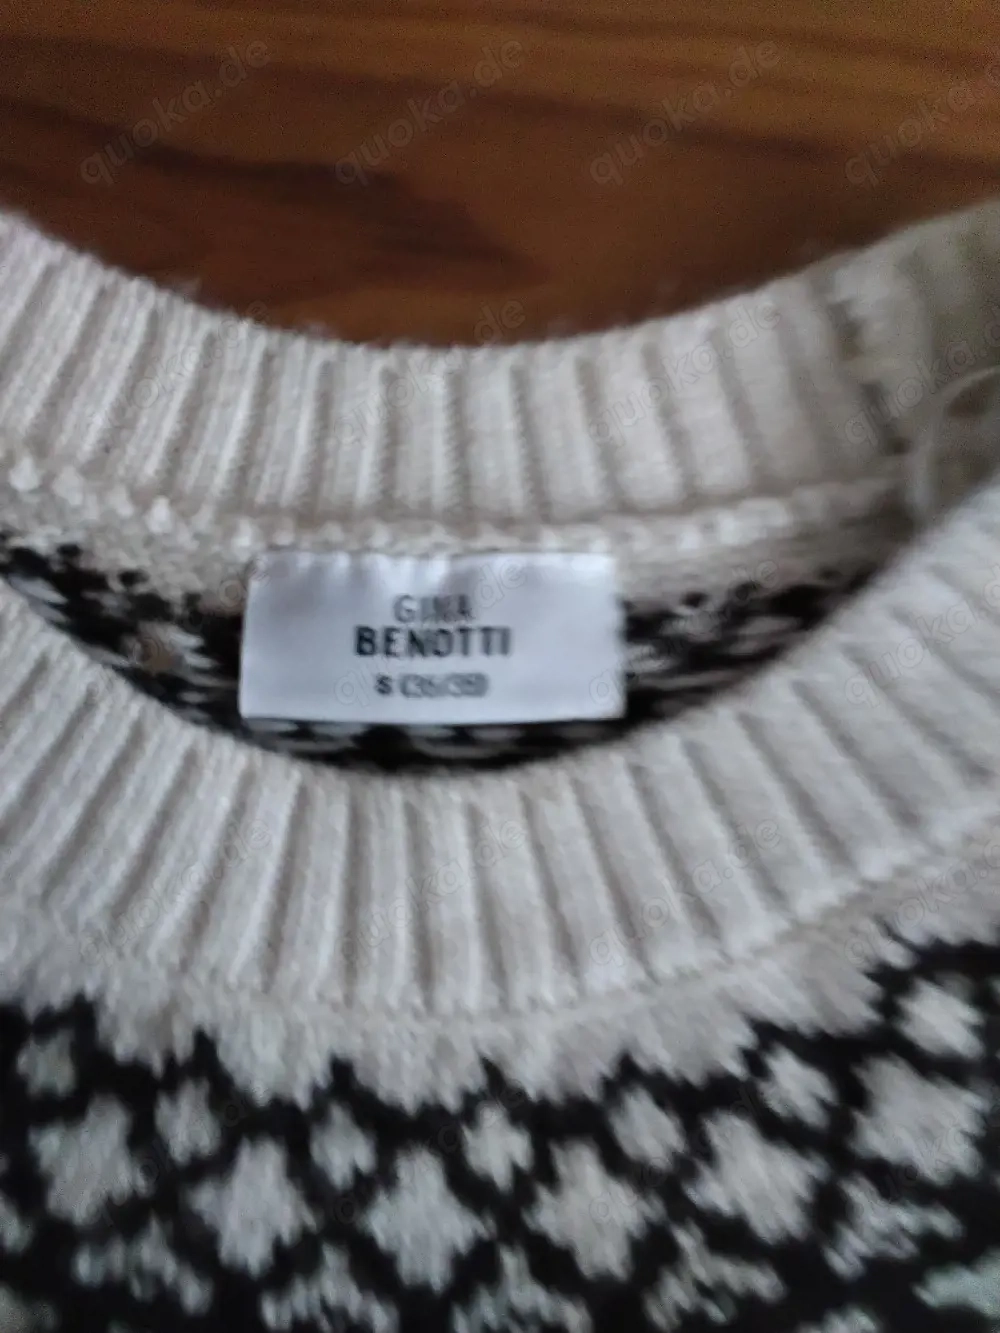 GINA
BENOTTI
S (36/38)
quoka.de